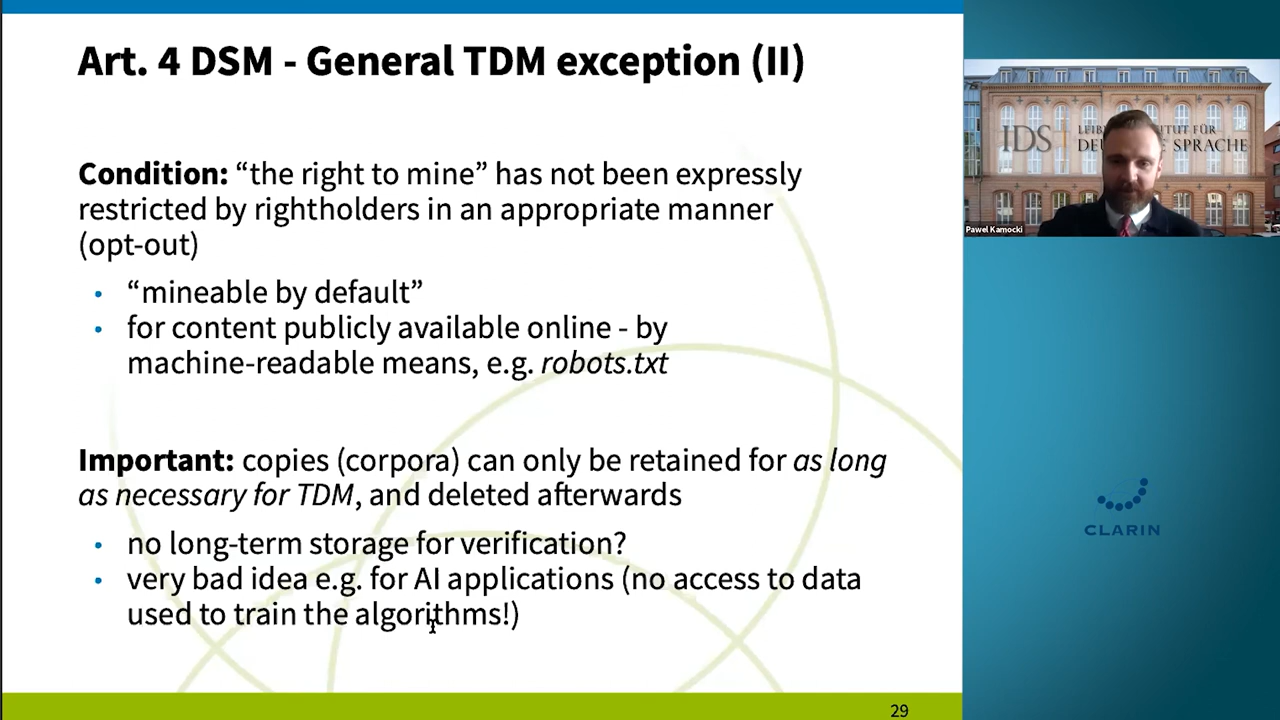 Art. 4 DSM - General TDM exception (II)
Condition: “the right to mine” has not been expressly
restricted by rightholders in an appropriate manner
(opt-out)
• “mineable by default”
• for content publicly available online - by
machine-readable means, e.g. robots.txt
Important: copies (corpora) can only be retained for as long
as necessary for TDM, and deleted afterwards
• no long-term storage for verification?
• very bad idea e.g. for AI applications (no access to data
used to train the algorithms!)
29
IDS
SPRACHE
Pawel Kamocki
CLARIN